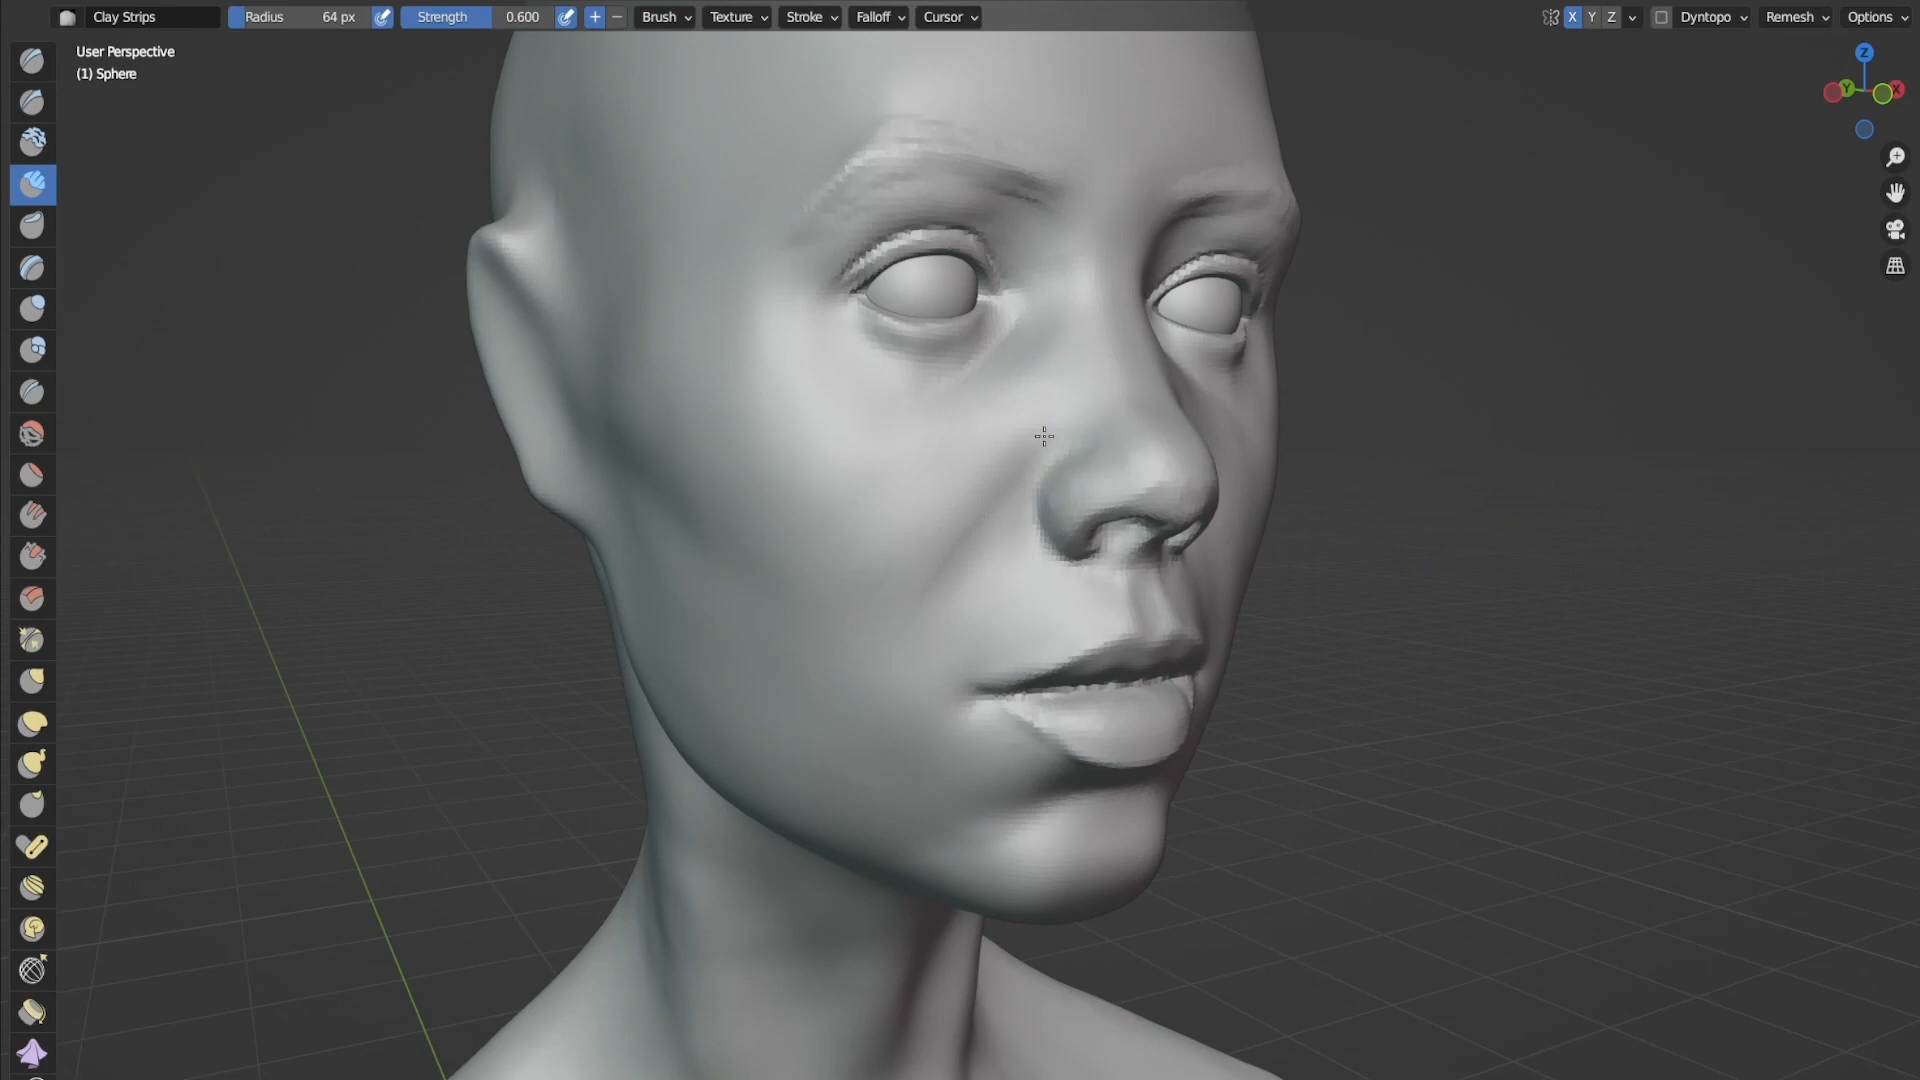 Clay Strips Radius 64 px Strength 0.600 + − Brush Texture Stroke Falloff Cursor X Y Z Dyntopo Remesh Options
User Perspective
(1) Sphere
Z
Y X